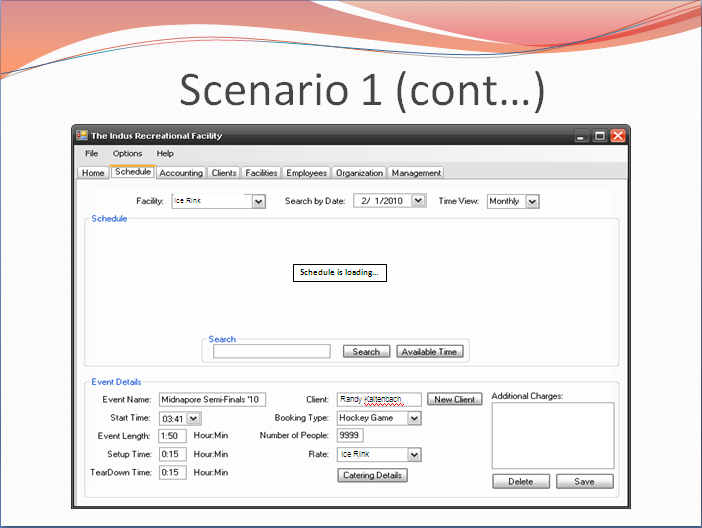 Scenario 1 (cont…)
The Indus Recreational Facility
File Options Help
Home Schedule Accounting Clients Facilities Employees Organization Management
Facility: Ice Rink Search by Date: 2/ 1/2010 Time View: Monthly
Schedule
Schedule is loading...
Search
Search Available Time
Event Details
Event Name: Midnapore Semi-Finals '10 Client: Randy Kaltenbach New Client Additional Charges:
Start Time: 03:41 Booking Type: Hockey Game
Event Length: 1:50 Hour:Min Number of People: 9999
Setup Time: 0:15 Hour:Min Rate: Ice Rink
TearDown Time: 0:15 Hour:Min Catering Details Delete Save